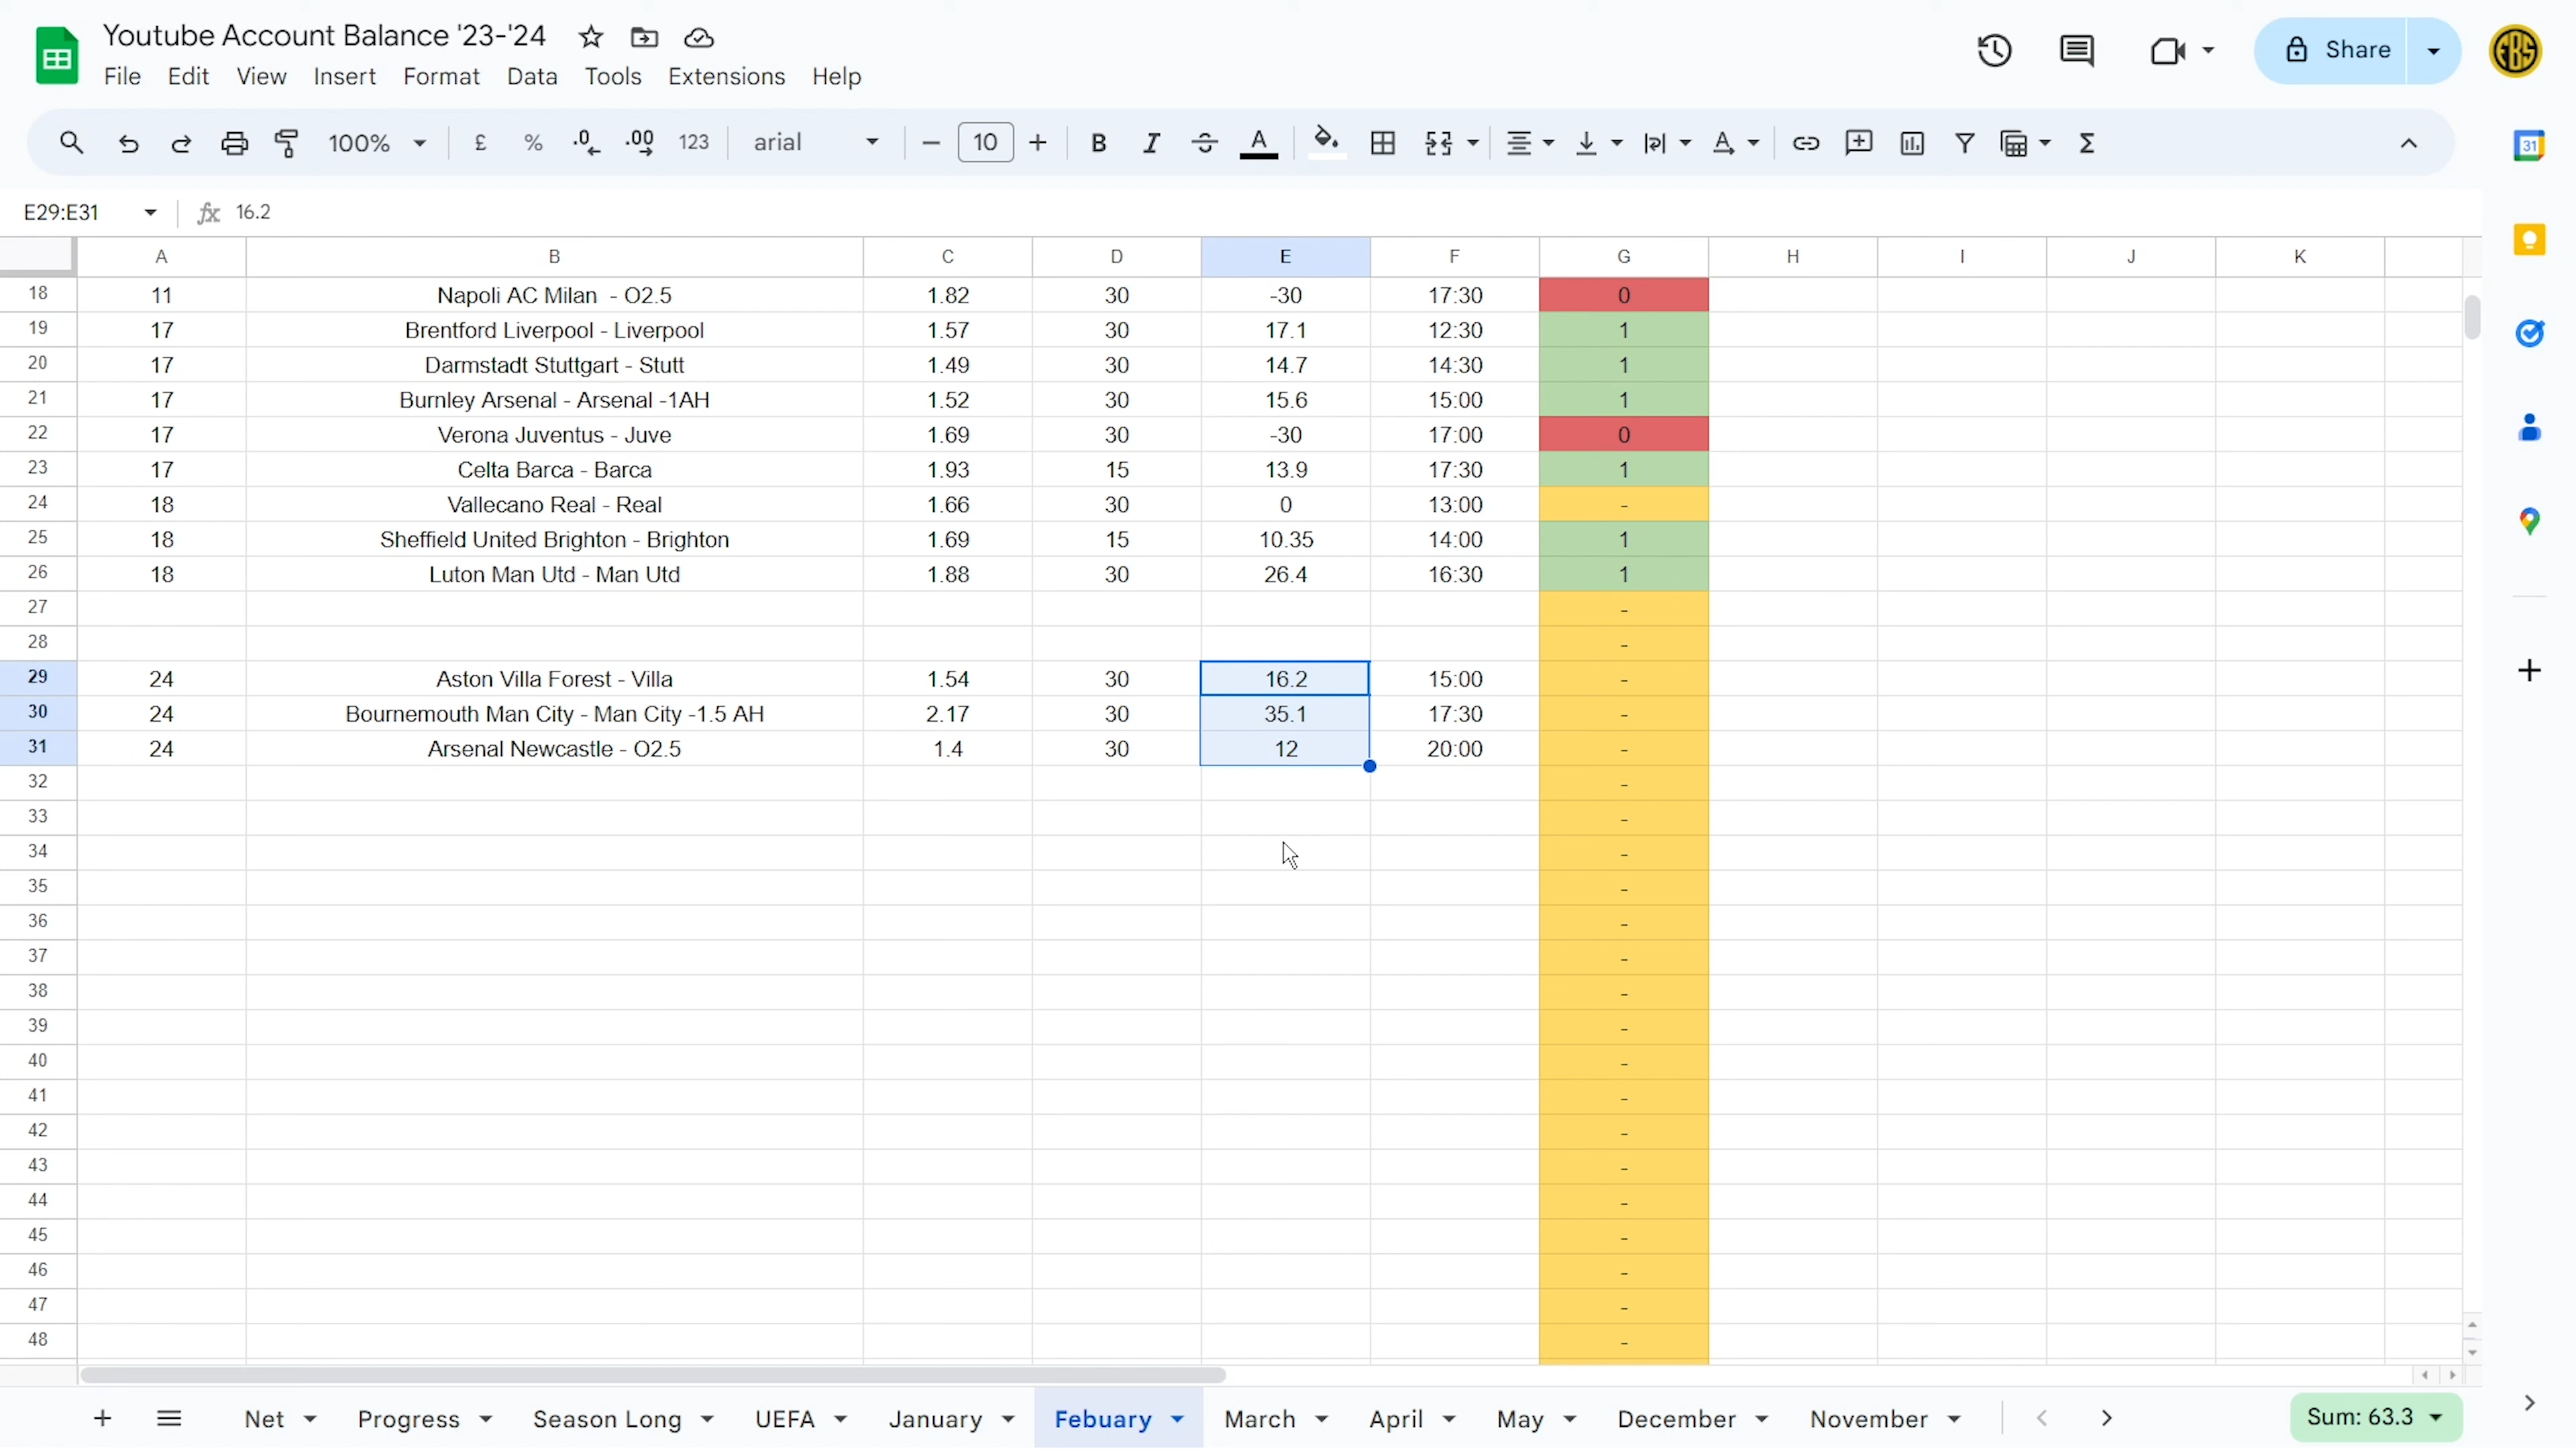 Youtube Account Balance '23-'24
File Edit View Insert Format Data Tools Extensions Help
Share
EBS
100% £ % .0 .00 123 arial 10 B I A Σ
31
E29:E31 fx 16.2
A B C D E F G H I J K
18 11 Napoli AC Milan - O2.5 1.82 30 -30 17:30 0
19 17 Brentford Liverpool - Liverpool 1.57 30 17.1 12:30 1
20 17 Darmstadt Stuttgart - Stutt 1.49 30 14.7 14:30 1
21 17 Burnley Arsenal - Arsenal -1AH 1.52 30 15.6 15:00 1
22 17 Verona Juventus - Juve 1.69 30 -30 17:00 0
23 17 Celta Barca - Barca 1.93 15 13.9 17:30 1
24 18 Vallecano Real - Real 1.66 30 0 13:00 -
25 18 Sheffield United Brighton - Brighton 1.69 15 10.35 14:00 1
26 18 Luton Man Utd - Man Utd 1.88 30 26.4 16:30 1
27 -
28 -
29 24 Aston Villa Forest - Villa 1.54 30 16.2 15:00 -
30 24 Bournemouth Man City - Man City -1.5 AH 2.17 30 35.1 17:30 -
31 24 Arsenal Newcastle - O2.5 1.4 30 12 20:00 -
32 -
33 -
34 -
35 -
36 -
37 -
38 -
39 -
40 -
41 -
42 -
43 -
44 -
45 -
46 -
47 -
48 -
Net Progress Season Long UEFA January Febuary March April May December November Sum: 63.3